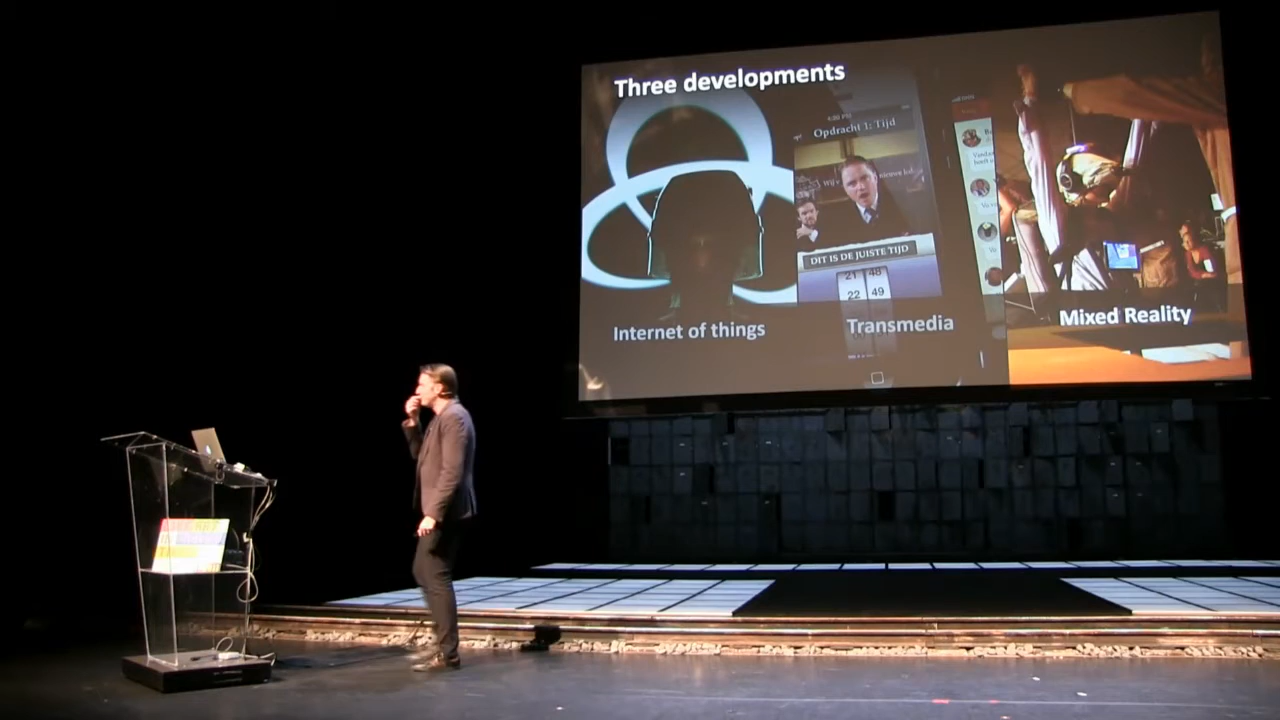 Three developments
Opdracht 1: Tijd
DIT IS DE JUISTE TIJD
21 48
22 49
Internet of things
Transmedia
Mixed Reality